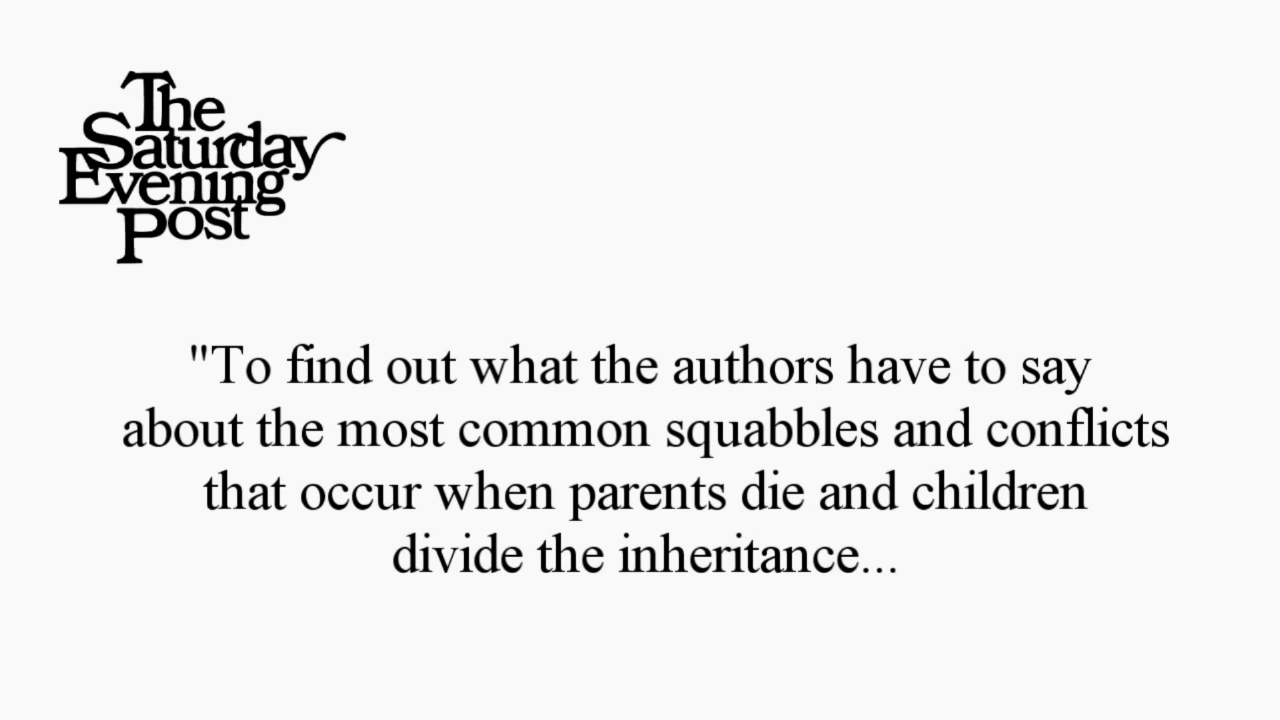 The
Saturday
Evening
Post
"To find out what the authors have to say
about the most common squabbles and conflicts
that occur when parents die and children
divide the inheritance...